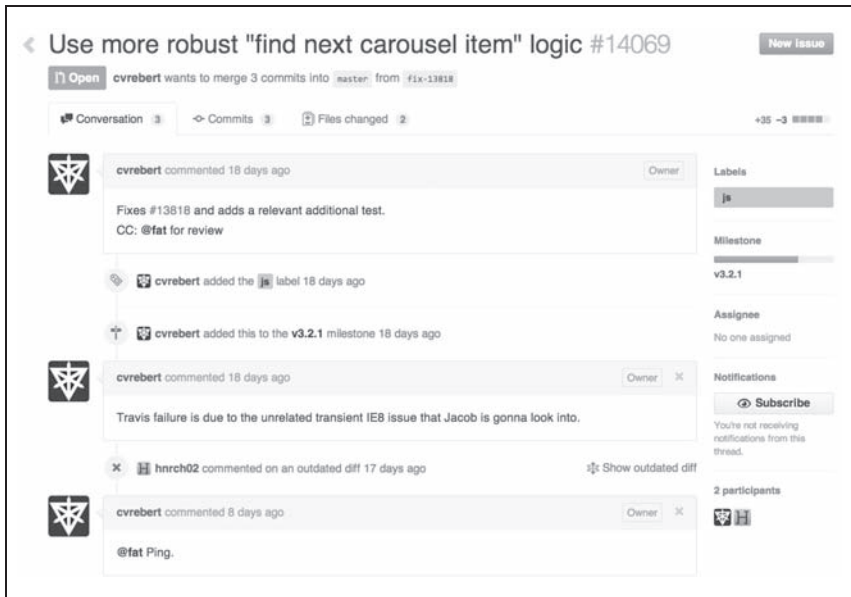 Use more robust "find next carousel item" logic #14069
New issue
Open cvrebert wants to merge 3 commits into master from fix-13818
Conversation 3 Commits 3 Files changed 2 +35 −3
cvrebert commented 18 days ago Owner
Fixes #13818 and adds a relevant additional test.
CC: @fat for review
cvrebert added the js label 18 days ago
cvrebert added this to the v3.2.1 milestone 18 days ago
cvrebert commented 18 days ago Owner
Travis failure is due to the unrelated transient IE8 issue that Jacob is gonna look into.
hnrch02 commented on an outdated diff 17 days ago Show outdated diff
cvrebert commented 8 days ago Owner
@fat Ping.
Labels
js
Milestone
v3.2.1
Assignee
No one assigned
Notifications
Subscribe
You're not receiving
notifications from this
thread.
2 participants
H